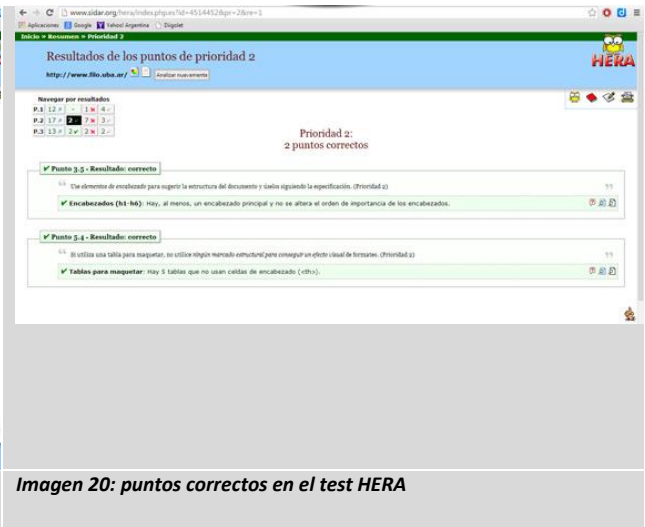 www.sidar.org/hera/index.php.es?id=4514452&pr=2&re=1
Aplicaciones Google Yahoo! Argentina Diigolet
Inicio » Resumen » Prioridad 2
Resultados de los puntos de prioridad 2
http://www.filo.uba.ar/ Analizar nuevamente
HERA
Navegar por resultados
P.1 12 - 1 4
P.2 17 2 7 3
P.3 13 2 2 2
Prioridad 2:
2 puntos correctos
Punto 3.5 - Resultado: correcto
Use elementos de encabezado para sugerir la estructura del documento y úselos siguiendo la especificación. (Prioridad 2)
Encabezados (h1-h6): Hay, al menos, un encabezado principal y no se altera el orden de importancia de los encabezados.
Punto 5.4 - Resultado: correcto
Si utiliza una tabla para maquetar, no utilice ningún marcado estructural para conseguir un efecto visual de formateo. (Prioridad 2)
Tablas para maquetar: Hay 5 tablas que no usan celdas de encabezado (<th>).
Imagen 20: puntos correctos en el test HERA